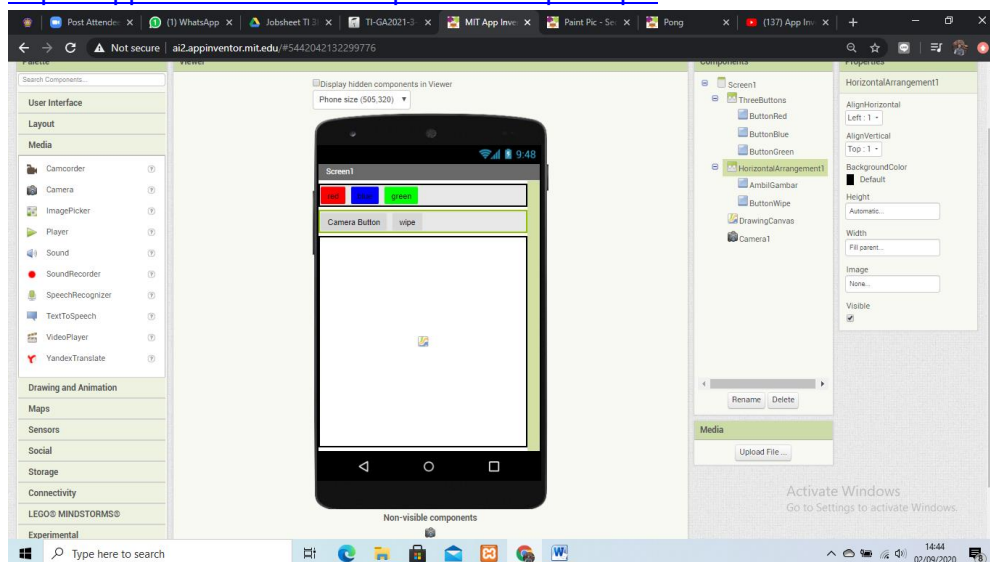 Post Attende
(1) WhatsApp
Jobsheet TI 3
TI-GA2021-3-
MIT App Inve
Paint Pic - Se
Pong
(137) App Inv
Not secure
ai2.appinventor.mit.edu/#5442042132299776
Palette
Viewer
Components
Properties
Search Components...
User Interface
Layout
Media
Camcorder
Camera
ImagePicker
Player
Sound
SoundRecorder
SpeechRecognizer
TextToSpeech
VideoPlayer
YandexTranslate
Drawing and Animation
Maps
Sensors
Social
Storage
Connectivity
LEGO® MINDSTORMS®
Experimental
Display hidden components in Viewer
Phone size (505,320)
9:48
Screen1
red
green
Camera Button
wipe
Non-visible components
Screen1
ThreeButtons
ButtonRed
ButtonBlue
ButtonGreen
HorizontalArrangement1
AmbilGambar
ButtonWipe
DrawingCanvas
Camera1
Rename
Delete
Media
Upload File ...
HorizontalArrangement1
AlignHorizontal
Left : 1
AlignVertical
Top : 1
BackgroundColor
Default
Height
Automatic...
Width
Fill parent...
Image
None...
Visible
Activate Windows
Go to Settings to activate Windows.
Type here to search
14:44
02/09/2020